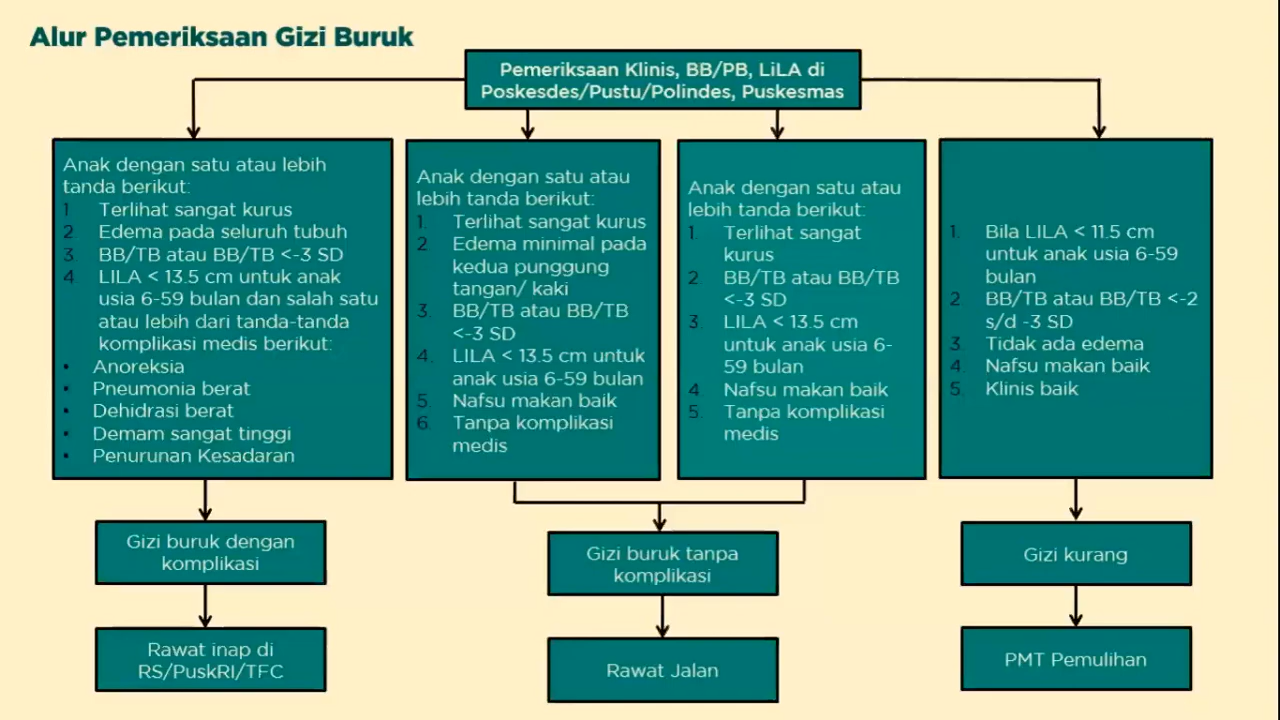 Alur Pemeriksaan Gizi Buruk
Pemeriksaan Klinis, BB/PB, LiLA di
Poskesdes/Pustu/Polindes, Puskesmas
Anak dengan satu atau lebih
tanda berikut:
1 Terlihat sangat kurus
2. Edema pada seluruh tubuh
3. BB/TB atau BB/TB <-3 SD
4. LILA < 13.5 cm untuk anak
usia 6-59 bulan dan salah satu
atau lebih dari tanda-tanda
komplikasi medis berikut:
• Anoreksia
• Pneumonia berat
• Dehidrasi berat
• Demam sangat tinggi
• Penurunan Kesadaran
Anak dengan satu atau
lebih tanda berikut:
1. Terlihat sangat kurus
2 Edema minimal pada
kedua punggung
tangan/ kaki
3. BB/TB atau BB/TB
<-3 SD
4. LILA < 13.5 cm untuk
anak usia 6-59 bulan
5. Nafsu makan baik
6. Tanpa komplikasi
medis
Anak dengan satu atau
lebih tanda berikut:
1. Terlihat sangat
kurus
2 BB/TB atau BB/TB
<-3 SD
3. LILA < 13.5 cm
untuk anak usia 6-
59 bulan
4. Nafsu makan baik
5. Tanpa komplikasi
medis
1. Bila LILA < 11.5 cm
untuk anak usia 6-59
bulan
2 BB/TB atau BB/TB <-2
s/d -3 SD
3. Tidak ada edema
4. Nafsu makan baik
5. Klinis baik
Gizi buruk dengan
komplikasi
Gizi buruk tanpa
komplikasi
Gizi kurang
Rawat inap di
RS/PuskRI/TFC
Rawat Jalan
PMT Pemulihan